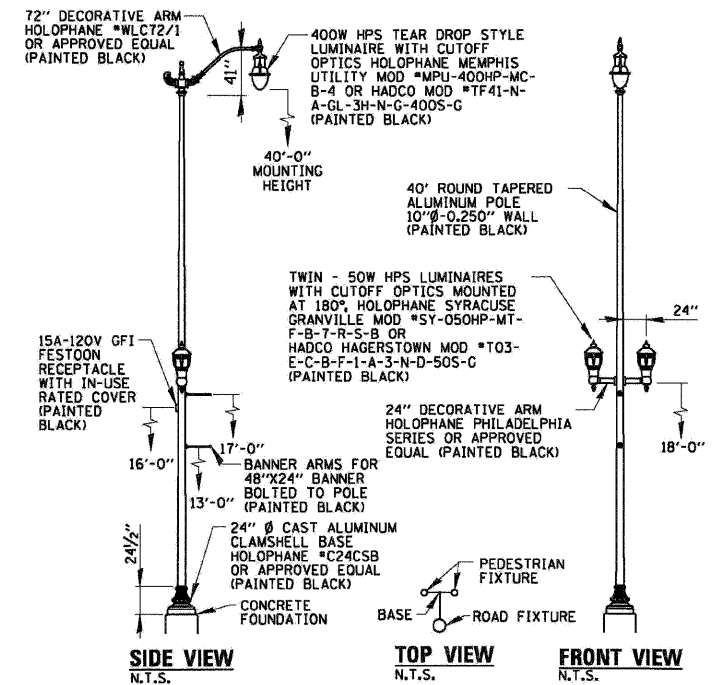 72" DECORATIVE ARM
HOLOPHANE "WLC72/1
OR APPROVED EQUAL
(PAINTED BLACK)
41"
400W HPS TEAR DROP STYLE
LUMINAIRE WITH CUTOFF
OPTICS HOLOPHANE MEMPHIS
UTILITY MOD "MPU-400HP-MC-
B-4 OR HADCO MOD "TF41-N-
A-GL-3H-N-G-400S-G
(PAINTED BLACK)
40'-0"
MOUNTING
HEIGHT
40' ROUND TAPERED
ALUMINUM POLE
10"Ø-0.250" WALL
(PAINTED BLACK)
TWIN - 50W HPS LUMINAIRES
WITH CUTOFF OPTICS MOUNTED
AT 180°, HOLOPHANE SYRACUSE
GRANVILLE MOD "SY-050HP-MT-
F-B-7-R-S-B OR
HADCO HAGERSTOWN MOD "T03-
E-C-B-F-1-A-3-N-D-50S-G
(PAINTED BLACK)
24"
15A-120V GFI
FESTOON
RECEPTACLE
WITH IN-USE
RATED COVER
(PAINTED
BLACK)
24" DECORATIVE ARM
HOLOPHANE PHILADELPHIA
SERIES OR APPROVED
EQUAL (PAINTED BLACK)
18'-0"
16'-0"
17'-0"
13'-0"
BANNER ARMS FOR
48"X24" BANNER
BOLTED TO POLE
(PAINTED BLACK)
24½"
24" Ø CAST ALUMINUM
CLAMSHELL BASE
HOLOPHANE "C24CSB
OR APPROVED EQUAL
(PAINTED BLACK)
CONCRETE
FOUNDATION
PEDESTRIAN
FIXTURE
BASE
ROAD FIXTURE
SIDE VIEW
N.T.S.
TOP VIEW
N.T.S.
FRONT VIEW
N.T.S.